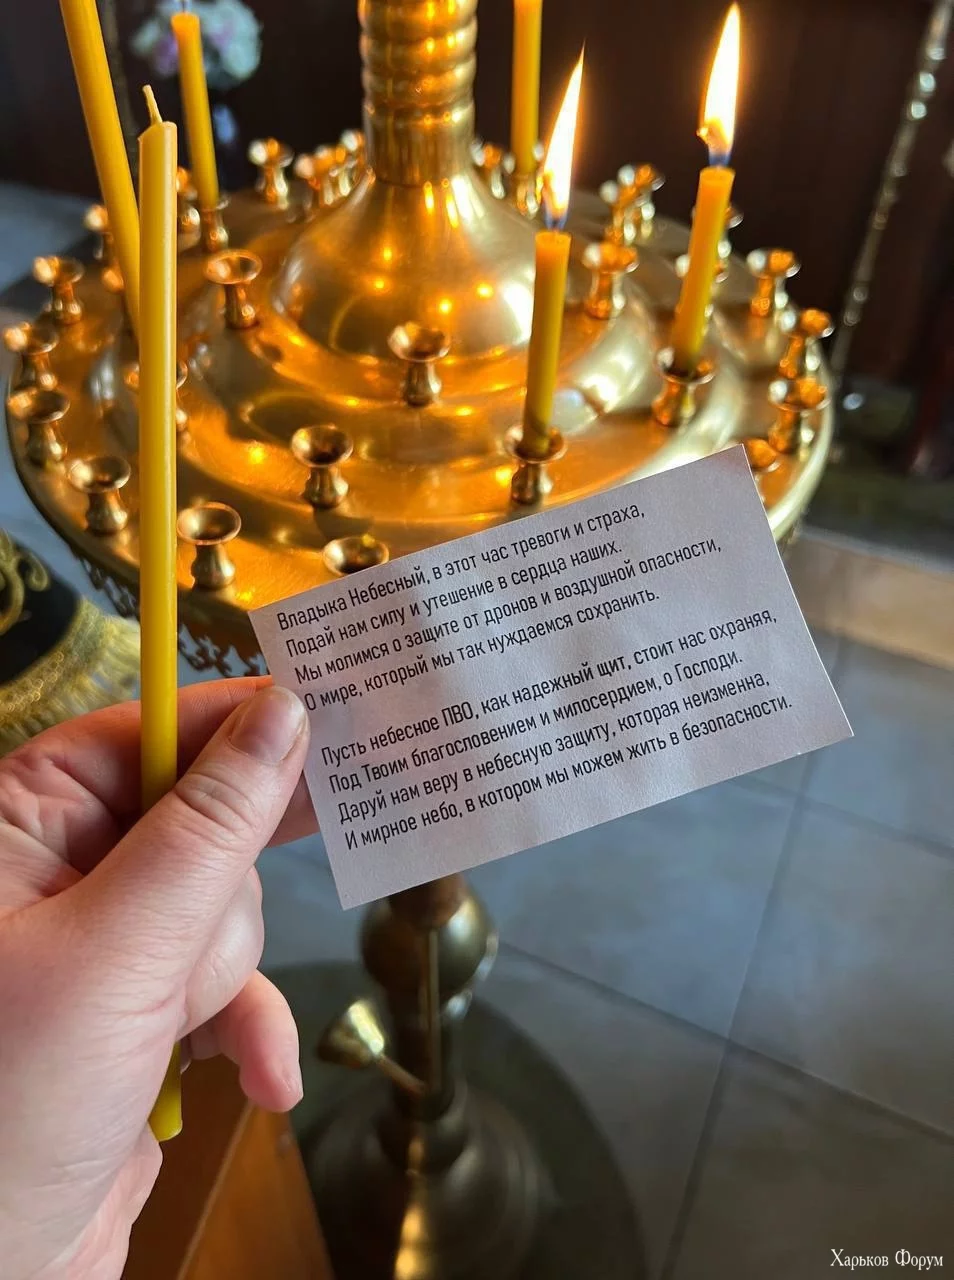 Владыка Небесный, в этот час тревоги и страха,
Подай нам силу и утешение в сердца наших.
Мы молимся о защите от дронов и воздушной опасности,
О мире, который мы так нуждаемся сохранить.
Пусть небесное ПВО, как надежный щит, стоит нас охраняя,
Под Твоим благословением и милосердием, о Господи.
Даруй нам веру в небесную защиту, которая неизменна,
И мирное небо, в котором мы можем жить в безопасности.
Харьков Форум